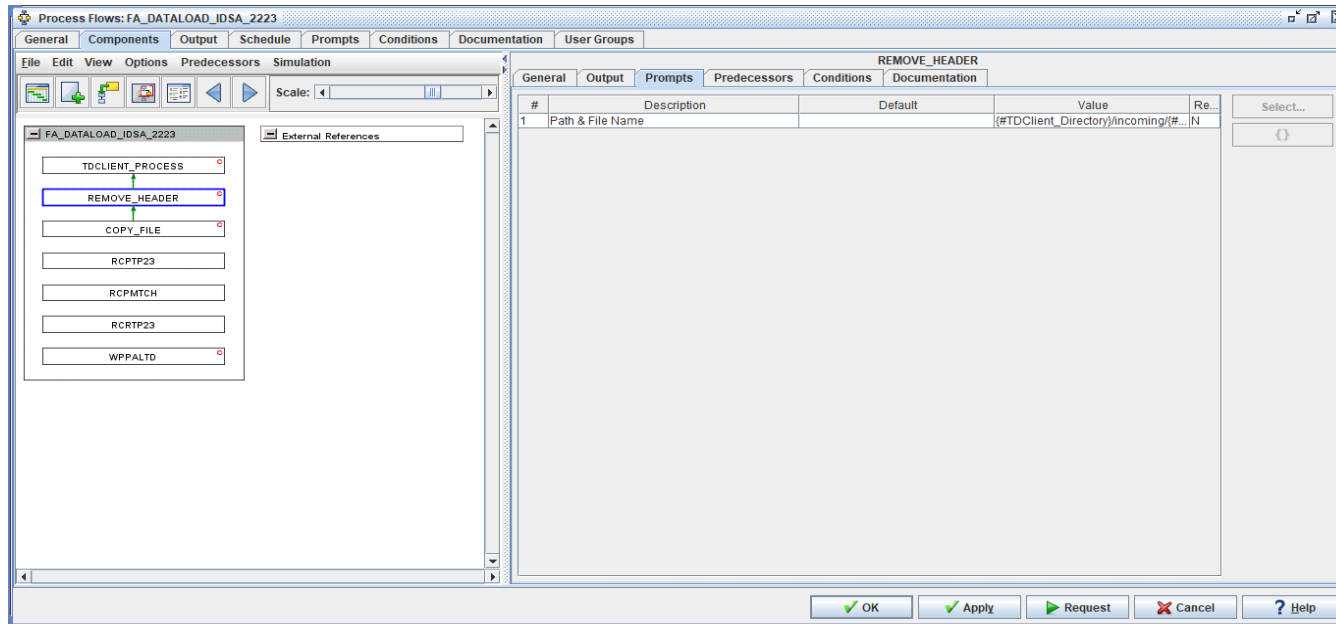 Process Flows: FA_DATALOAD_IDSA_2223
General Components Output Schedule Prompts Conditions Documentation User Groups
File Edit View Options Predecessors Simulation
Scale:
FA_DATALOAD_IDSA_2223
External References
TDCLIENT_PROCESS C
REMOVE_HEADER C
COPY_FILE C
RCPTP23
RCPMTCH
RCRTP23
WPPALTD C
REMOVE_HEADER
General Output Prompts Predecessors Conditions Documentation
# Description Default Value Re...
1 Path & File Name {#TDClient_Directory}/incoming/{#... N
Select...
{}
OK Apply Request Cancel ? Help